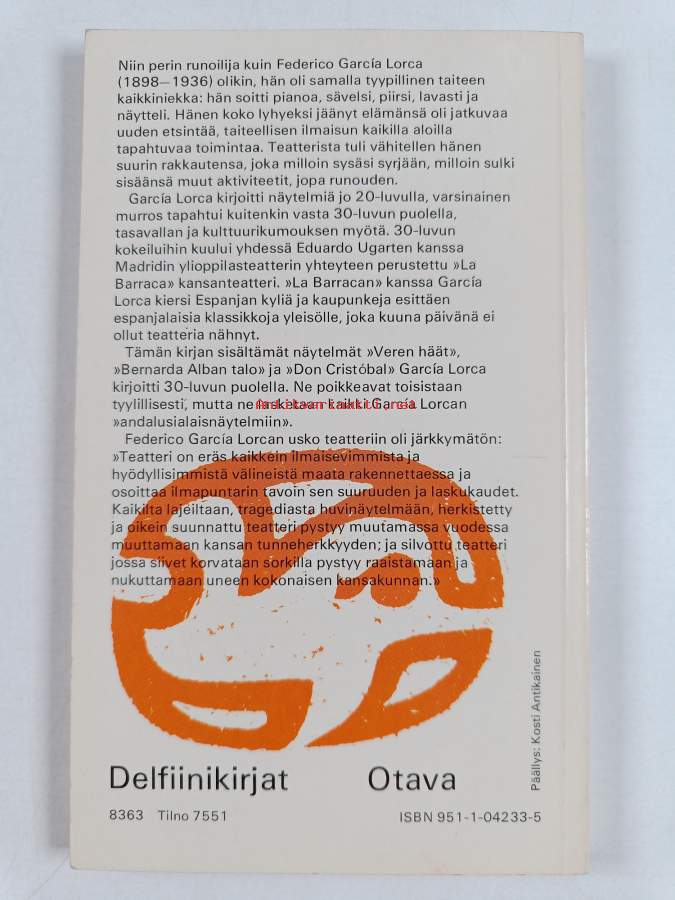 Niin perin runoilija kuin Federico García Lorca
(1898—1936) olikin, hän oli samalla tyypillinen taiteen
kaikkiniekka: hän soitti pianoa, sävelsi, piirsi, lavasti ja
näytteli. Hänen koko lyhyeksi jäänyt elämänsä oli jatkuvaa
uuden etsintää, taiteellisen ilmaisun kaikilla aloilla
tapahtuvaa toimintaa. Teatterista tuli vähitellen hänen
suurin rakkautensa, joka milloin sysäsi syrjään, milloin sulki
sisäänsä muut aktiviteetit, jopa runouden.
García Lorca kirjoitti näytelmiä jo 20-luvulla, varsinainen
murros tapahtui kuitenkin vasta 30-luvun puolella,
tasavallan ja kulttuurikumouksen myötä. 30-luvun
kokeiluihin kuului yhdessä Eduardo Ugarten kanssa
Madridin ylioppilasteatterin yhteyteen perustettu »La
Barraca» kansanteatteri. »La Barracan» kanssa García
Lorca kiersi Espanjan kyliä ja kaupunkeja esittäen
espanjalaisia klassikkoja yleisölle, joka kuuna päivänä ei
ollut teatteria nähnyt.
Tämän kirjan sisältämät näytelmät »Veren häät»,
»Bernarda Alban talo» ja »Don Cristóbal» García Lorca
kirjoitti 30-luvun puolella. Ne poikkeavat toisistaan
tyylillisesti, mutta ne lasketaan kaikki García Lorcan
»andalusialaisnäytelmiin».
Federico García Lorcan usko teatteriin oli järkkymätön:
»Teatteri on eräs kaikkein ilmaisevimmista ja
hyödyllisimmistä välineistä maata rakennettaessa ja
osoittaa ilmapuntarin tavoin sen suuruuden ja laskukaudet.
Kaikilta lajeiltaan, tragediasta huvinäytelmään, herkistetty
ja oikein suunnattu teatteri pystyy muutamassa vuodessa
muuttamaan kansan tunneherkkyyden; ja silvottu teatteri
jossa siivet korvataan sorkilla pystyy raaistamaan ja
nukuttamaan uneen kokonaisen kansakunnan.»
Päällys: Kosti Antikainen
Delfiinikirjat Otava
8363 Tilno 7551 ISBN 951-1-04233-5